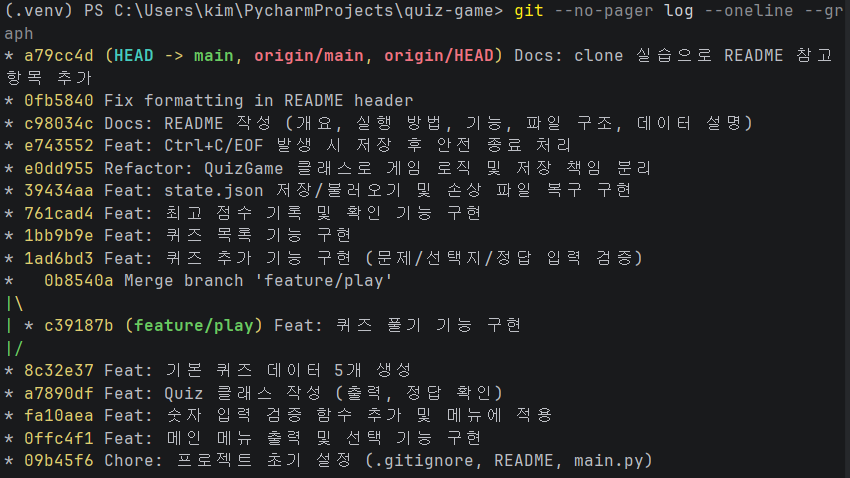 (.venv) PS C:\Users\kim\PycharmProjects\quiz-game> git --no-pager log --oneline --gr
aph
* a79cc4d (HEAD -> main, origin/main, origin/HEAD) Docs: clone 실습으로 README 참고
항목 추가
* 0fb5840 Fix formatting in README header
* c98034c Docs: README 작성 (개요, 실행 방법, 기능, 파일 구조, 데이터 설명)
* e743552 Feat: Ctrl+C/EOF 발생 시 저장 후 안전 종료 처리
* e0dd955 Refactor: QuizGame 클래스로 게임 로직 및 저장 책임 분리
* 39434aa Feat: state.json 저장/불러오기 및 손상 파일 복구 구현
* 761cad4 Feat: 최고 점수 기록 및 확인 기능 구현
* 1bb9b9e Feat: 퀴즈 목록 기능 구현
* 1ad6bd3 Feat: 퀴즈 추가 기능 구현 (문제/선택지/정답 입력 검증)
*   0b8540a Merge branch 'feature/play'
|\
| * c39187b (feature/play) Feat: 퀴즈 풀기 기능 구현
|/
* 8c32e37 Feat: 기본 퀴즈 데이터 5개 생성
* a7890df Feat: Quiz 클래스 작성 (출력, 정답 확인)
* fa10aea Feat: 숫자 입력 검증 함수 추가 및 메뉴에 적용
* 0ffc4f1 Feat: 메인 메뉴 출력 및 선택 기능 구현
* 09b45f6 Chore: 프로젝트 초기 설정 (.gitignore, README, main.py)